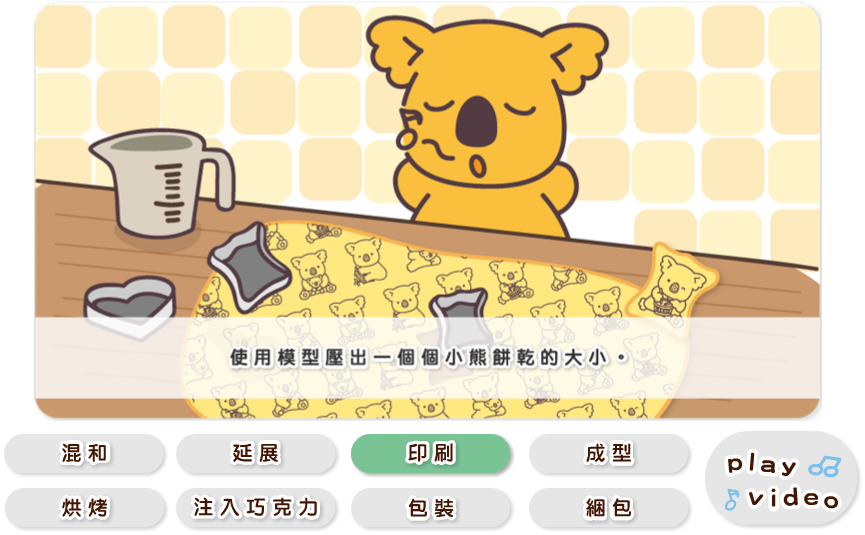 使用模型壓出一個個小熊餅乾的大小。
混和
延展
印刷
成型
烘烤
注入巧克力
包裝
綑包
play
video